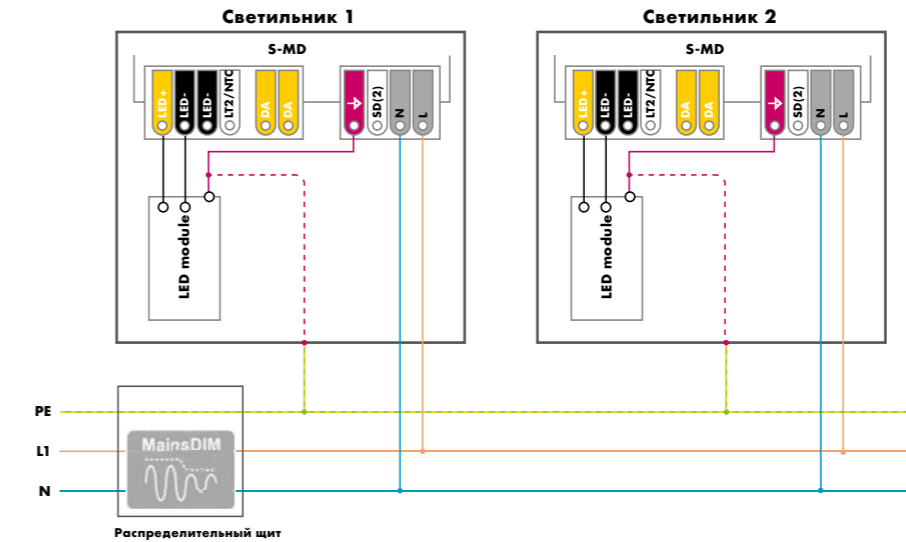 Светильник 1
Светильник 2
S-MD
S-MD
LED+
LED-
LED-
LT2/NTC
DA
DA
SD(2)
N
L
LED+
LED-
LED-
LT2/NTC
DA
DA
SD(2)
N
L
LED module
LED module
PE
L1
N
MainsDIM
Распределительный щит